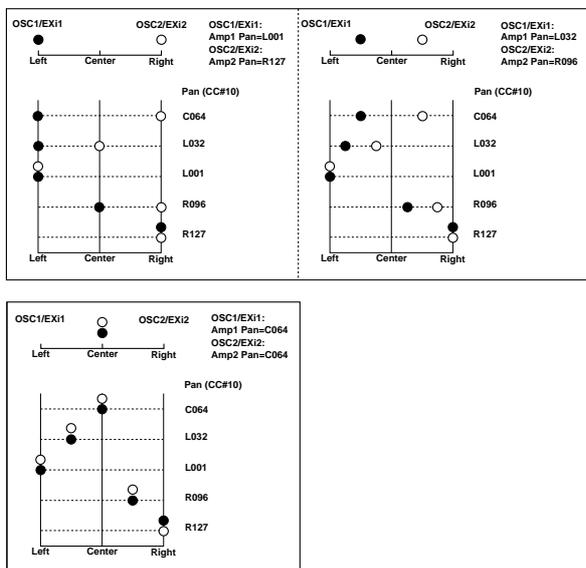 OSC1/EXi1
OSC2/EXi2
OSC1/EXi1:
Amp1 Pan=L001
OSC2/EXi2:
Amp2 Pan=R127
Left
Center
Right
Pan (CC#10)
C064
L032
L001
R096
R127
Left
Center
Right
OSC1/EXi1
OSC2/EXi2
OSC1/EXi1:
Amp1 Pan=L032
OSC2/EXi2:
Amp2 Pan=R096
Left
Center
Right
Pan (CC#10)
C064
L032
L001
R096
R127
Left
Center
Right
OSC1/EXi1
OSC2/EXi2
OSC1/EXi1:
Amp1 Pan=C064
OSC2/EXi2:
Amp2 Pan=C064
Left
Center
Right
Pan (CC#10)
C064
L032
L001
R096
R127
Left
Center
Right